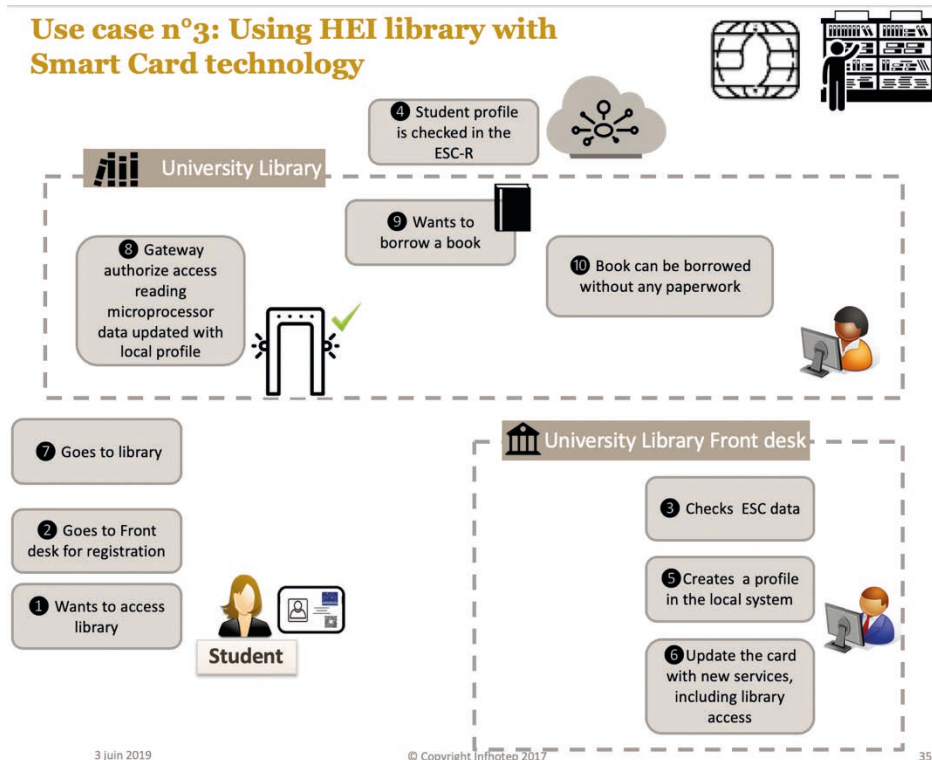 Use case n°3: Using HEI library with
Smart Card technology
4 Student profile
is checked in the
ESC-R
University Library
9 Wants to
borrow a book
8 Gateway
authorize access
reading
microprocessor
data updated with
local profile
10 Book can be borrowed
without any paperwork
7 Goes to library
University Library Front desk
2 Goes to Front
desk for registration
3 Checks ESC data
1 Wants to access
library
5 Creates a profile
in the local system
Student
6 Update the card
with new services,
including library
access
3 juin 2019
© Copyright Infhotep 2017
35